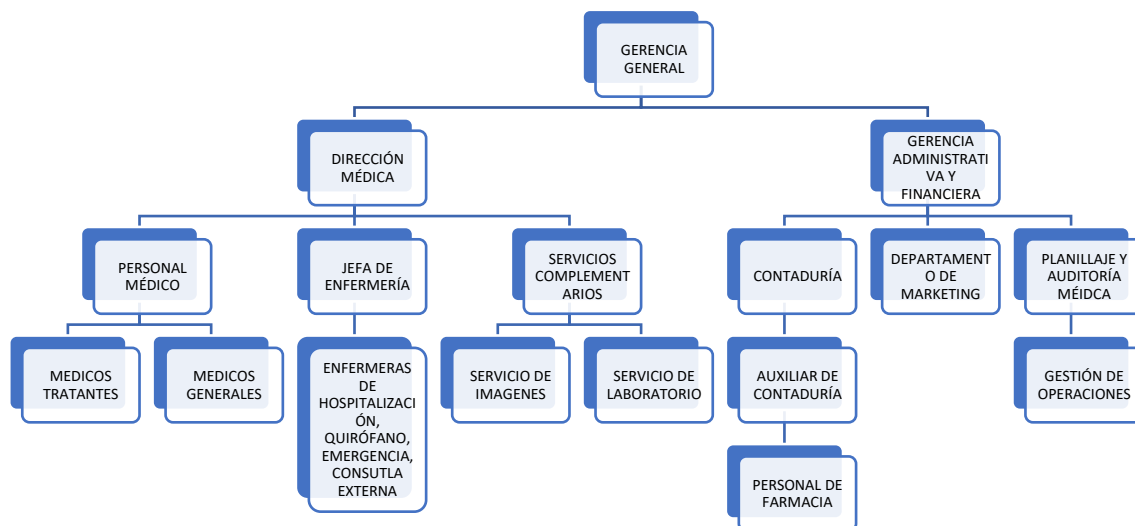 GERENCIA
GENERAL
DIRECCIÓN
MÉDICA
GERENCIA
ADMINISTRATI
VA Y
FINANCIERA
PERSONAL
MÉDICO
JEFA DE
ENFERMERÍA
SERVICIOS
COMPLEMENT
ARIOS
CONTADURÍA
DEPARTAMENT
O DE
MARKETING
PLANILLAJE Y
AUDITORÍA
MÉIDCA
MEDICOS
TRATANTES
MEDICOS
GENERALES
ENFERMERAS
DE
HOSPITALIZACI
ÓN,
QUIRÓFANO,
EMERGENCIA,
CONSUTLA
EXTERNA
SERVICIO DE
IMAGENES
SERVICIO DE
LABORATORIO
AUXILIAR DE
CONTADURÍA
GESTIÓN DE
OPERACIONES
PERSONAL DE
FARMACIA